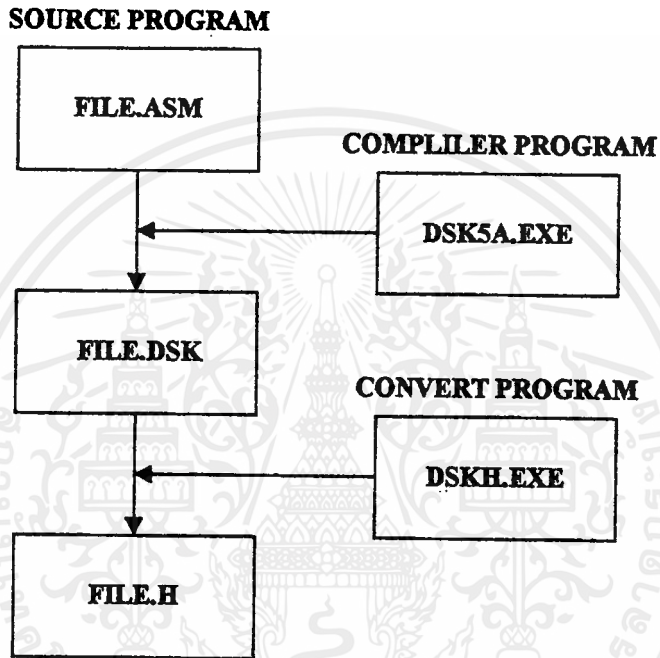 SOURCE PROGRAM
FILE.ASM
COMPLILER PROGRAM
DSK5A.EXE
FILE.DSK
CONVERT PROGRAM
DSKH.EXE
FILE.H